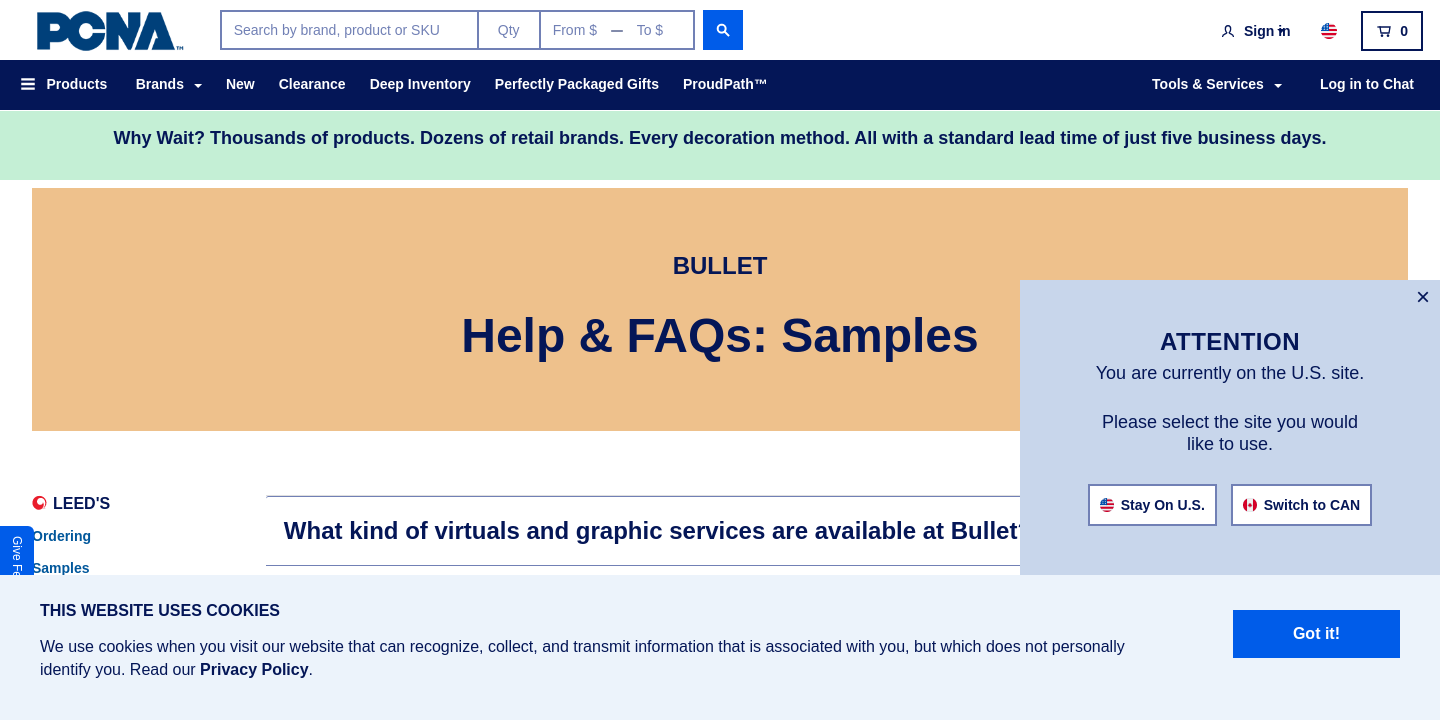 PCNA™
Search by brand, product or SKU
Qty
From $ — To $
Sign in
0
Products
Brands
New
Clearance
Deep Inventory
Perfectly Packaged Gifts
ProudPath™
Tools & Services
Log in to Chat
Why Wait? Thousands of products. Dozens of retail brands. Every decoration method. All with a standard lead time of just five business days.
BULLET
Help & FAQs: Samples
×
ATTENTION
You are currently on the U.S. site.
Please select the site you would
like to use.
Stay On U.S.
Switch to CAN
LEED'S
Ordering
Samples
What kind of virtuals and graphic services are available at Bullet?
Give
THIS WEBSITE USES COOKIES
We use cookies when you visit our website that can recognize, collect, and transmit information that is associated with you, but which does not personally
identify you. Read our Privacy Policy.
Got it!